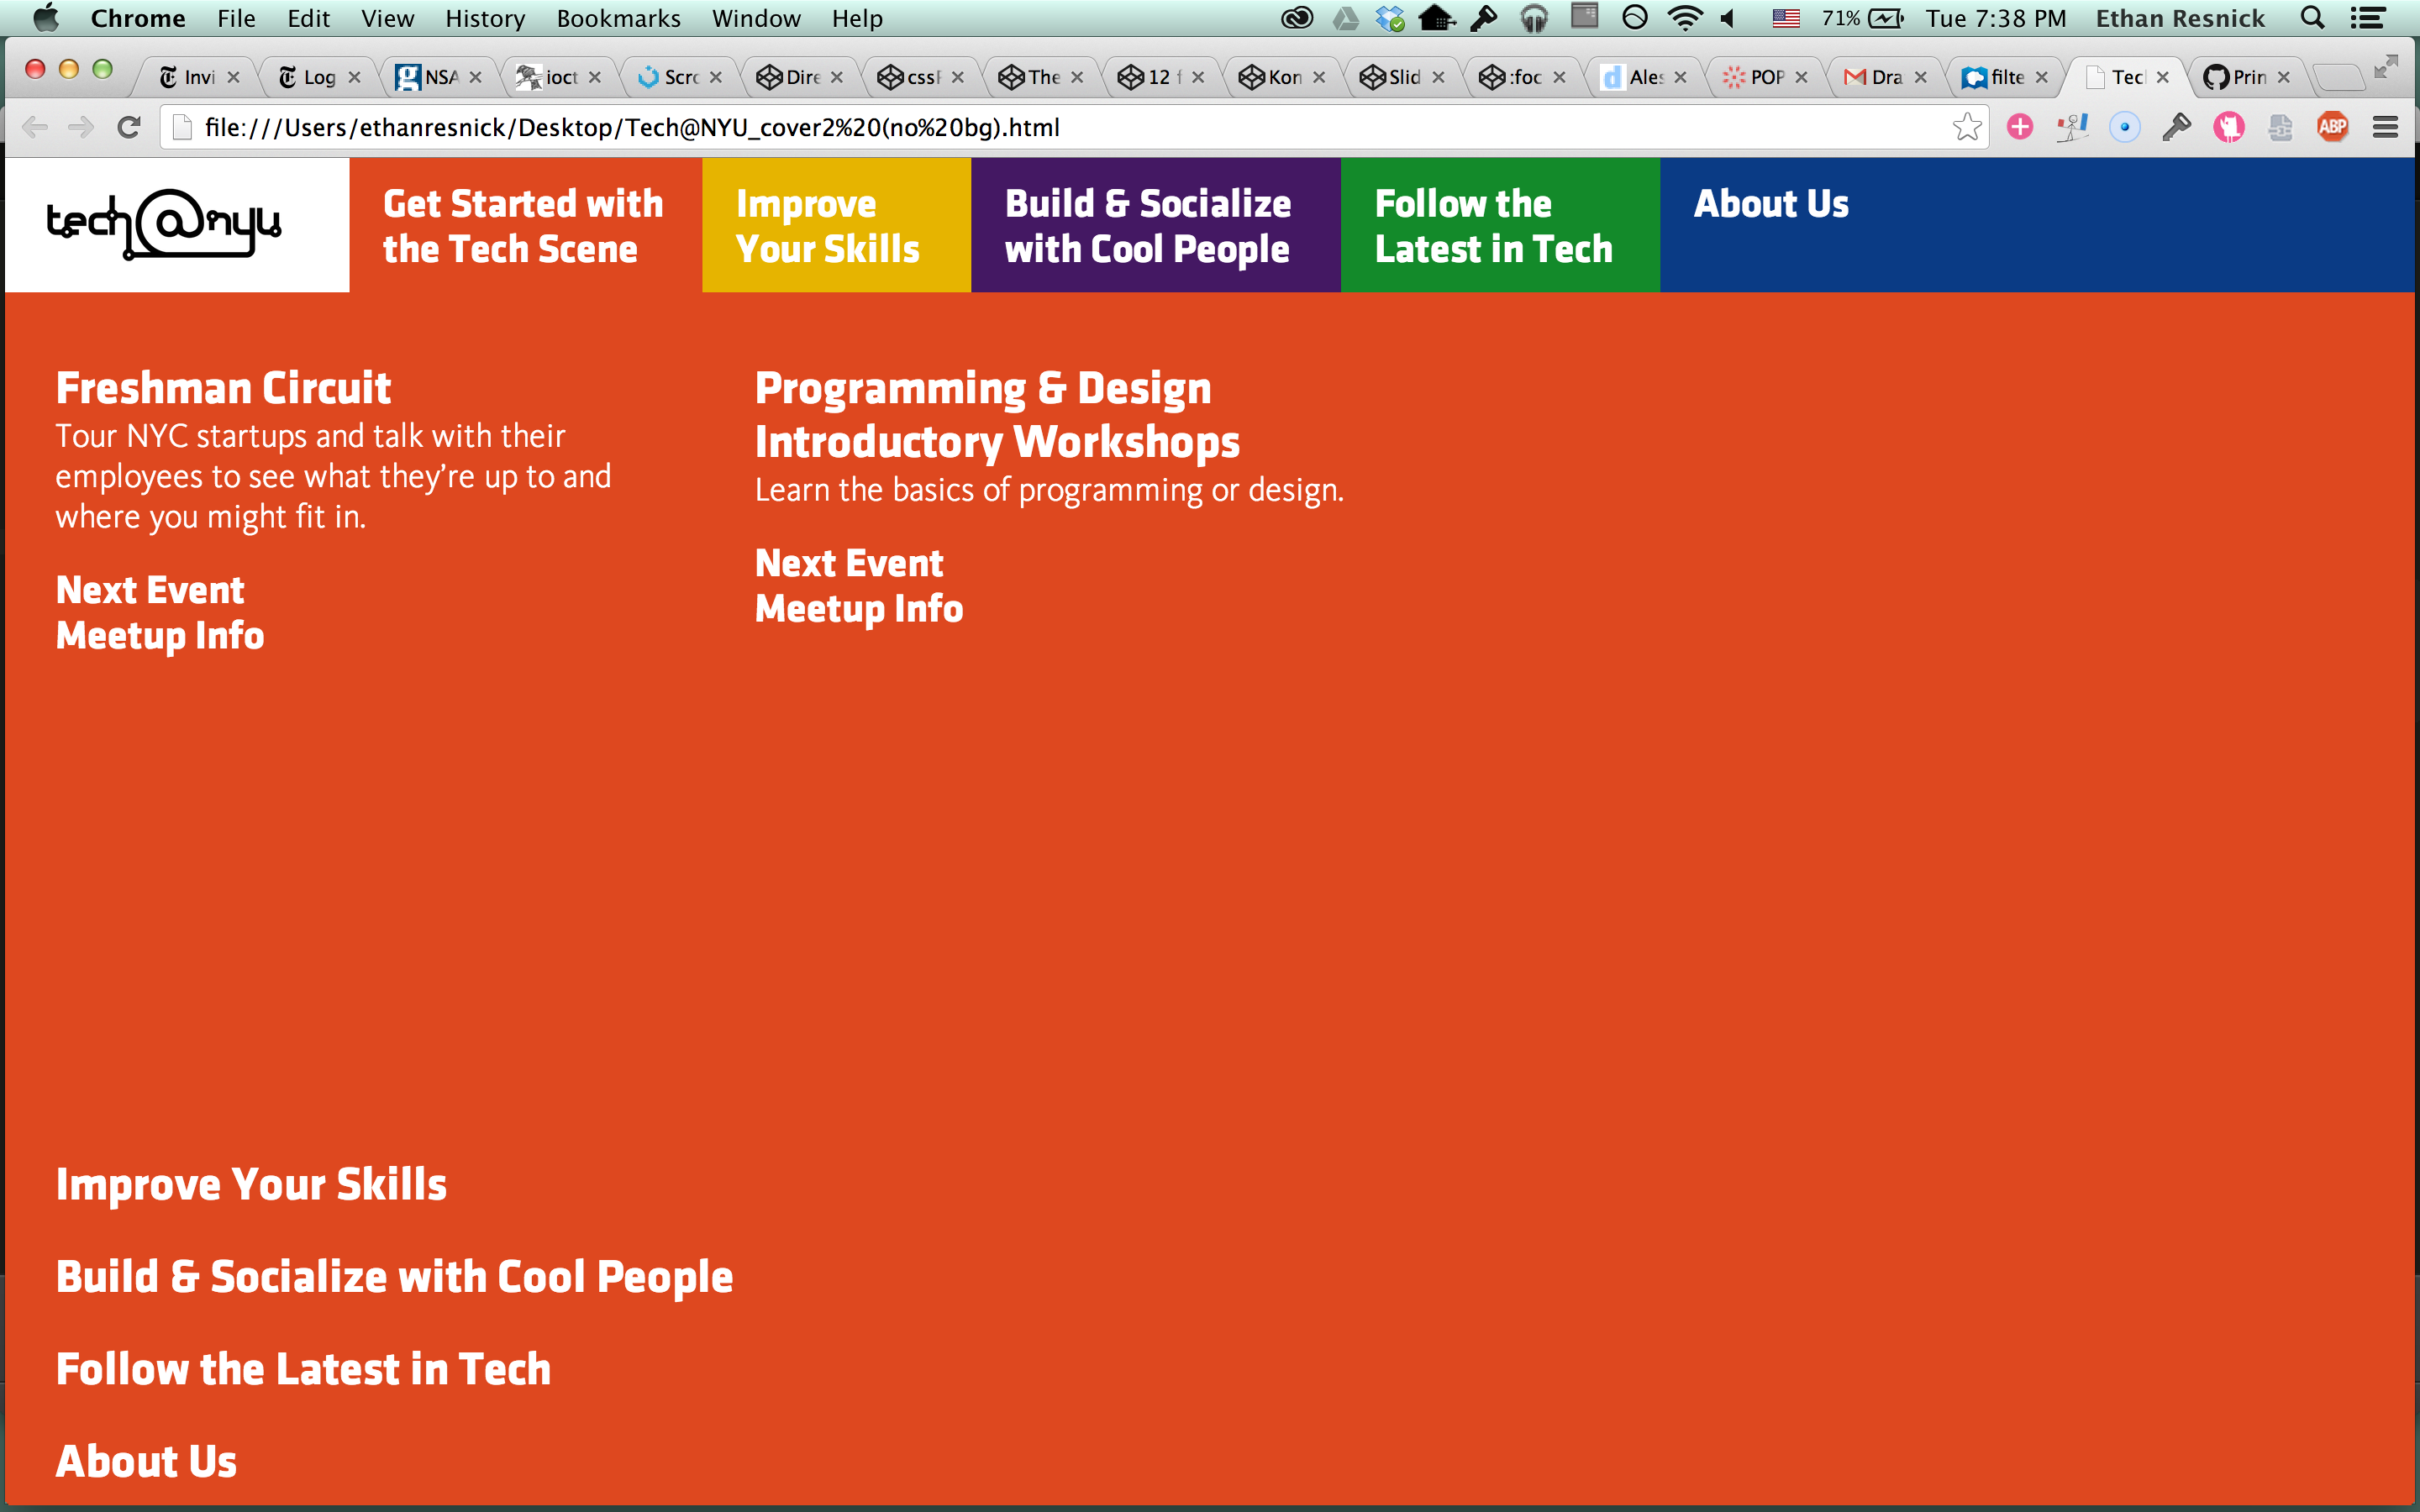 Chrome File Edit View History Bookmarks Window Help 71% Tue 7:38 PM Ethan Resnick
Invi Log NSA ioct Scro Dire cssF The 12 f Kon Slid :foc d Ales POP Dra filte Tecl Prin
file:///Users/ethanresnick/Desktop/Tech@NYU_cover2%20(no%20bg).html ABP
tech@nyu
Get Started with
the Tech Scene
Improve
Your Skills
Build & Socialize
with Cool People
Follow the
Latest in Tech
About Us
Freshman Circuit
Tour NYC startups and talk with their
employees to see what they’re up to and
where you might fit in.
Next Event
Meetup Info
Programming & Design
Introductory Workshops
Learn the basics of programming or design.
Next Event
Meetup Info
Improve Your Skills
Build & Socialize with Cool People
Follow the Latest in Tech
About Us